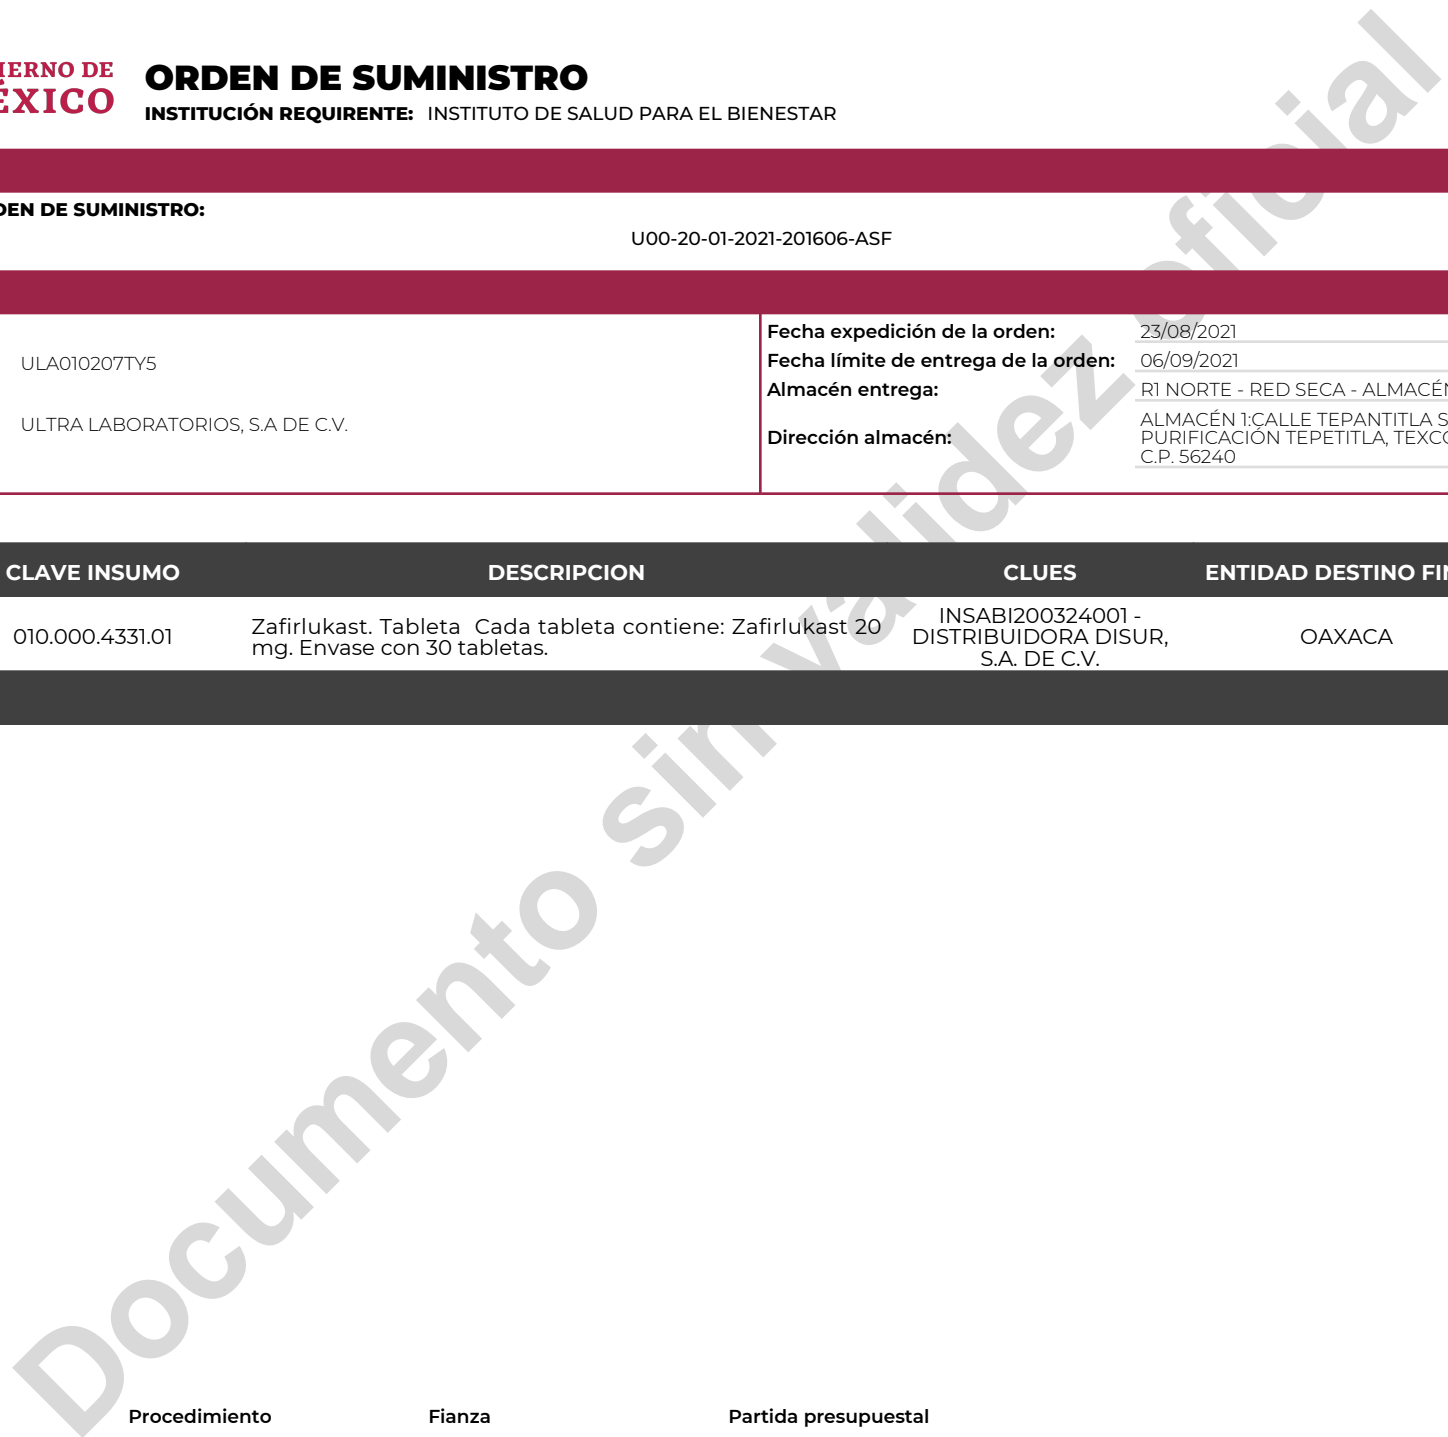 IERNO DE
ÉXICO
ORDEN DE SUMINISTRO
INSTITUCIÓN REQUIRENTE: INSTITUTO DE SALUD PARA EL BIENESTAR
DEN DE SUMINISTRO:
U00-20-01-2021-201606-ASF
ULA010207TY5
ULTRA LABORATORIOS, S.A DE C.V.
Fecha expedición de la orden: 23/08/2021
Fecha límite de entrega de la orden: 06/09/2021
Almacén entrega: R1 NORTE - RED SECA - ALMACÉN
Dirección almacén: ALMACÉN 1:CALLE TEPANTITLA S
PURIFICACIÓN TEPETITLA, TEXCO
C.P. 56240
CLAVE INSUMO DESCRIPCION CLUES ENTIDAD DESTINO FIN
010.000.4331.01
Zafirlukast. Tableta Cada tableta contiene: Zafirlukast 20
mg. Envase con 30 tabletas.
INSABI200324001 -
DISTRIBUIDORA DISUR,
S.A. DE C.V.
OAXACA
Documento sin validez oficial
Procedimiento Fianza Partida presupuestal